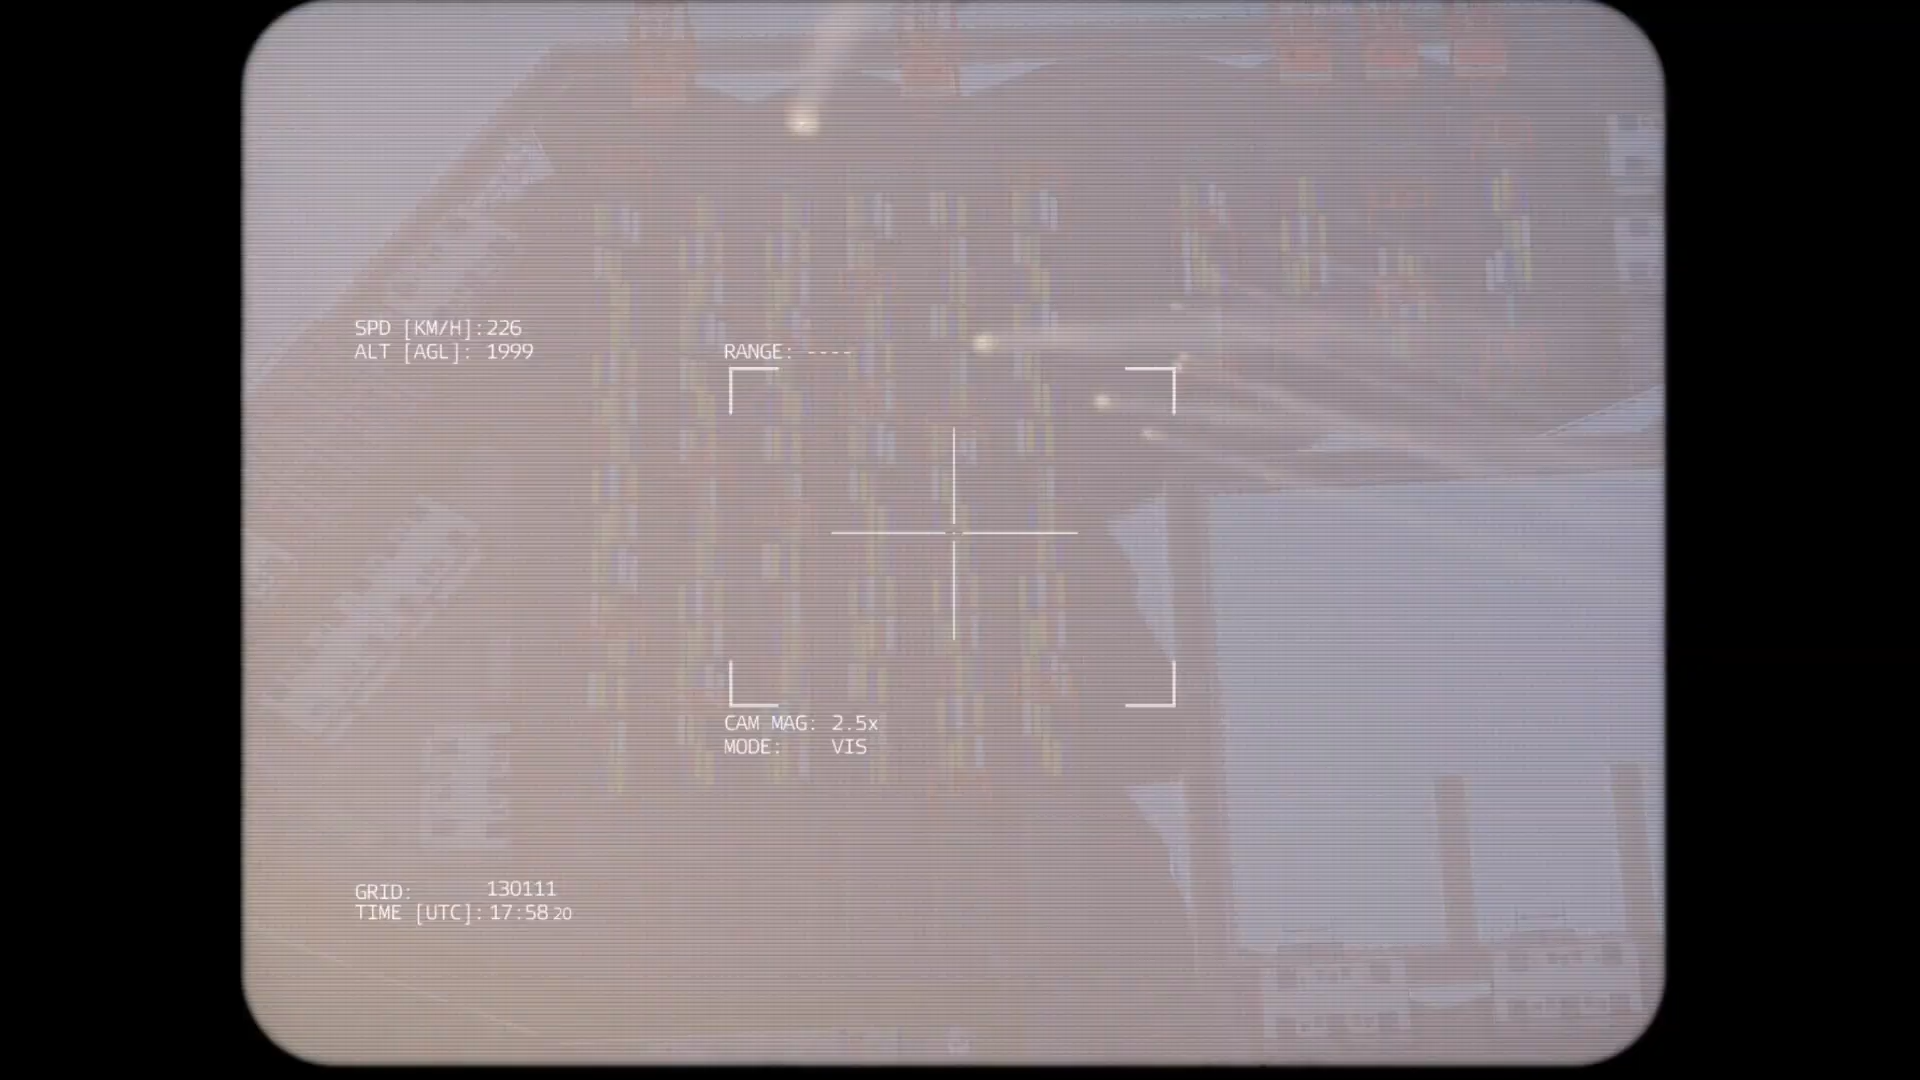 SPD [KM/H]: 226
ALT [AGL]: 1999
RANGE: ----
CAM MAG: 2.5x
MODE: VIS
GRID: 130111
TIME [UTC]: 17:58 20